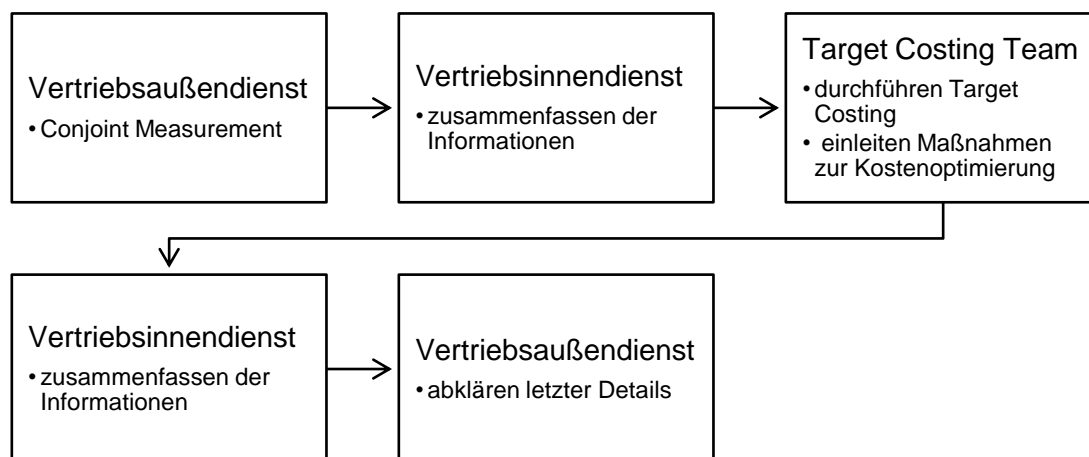 Vertriebsaußendienst
• Conjoint Measurement
Vertriebsinnendienst
• zusammenfassen der
Informationen
Target Costing Team
• durchführen Target
Costing
• einleiten Maßnahmen
zur Kostenoptimierung
Vertriebsinnendienst
• zusammenfassen der
Informationen
Vertriebsaußendienst
• abklären letzter Details